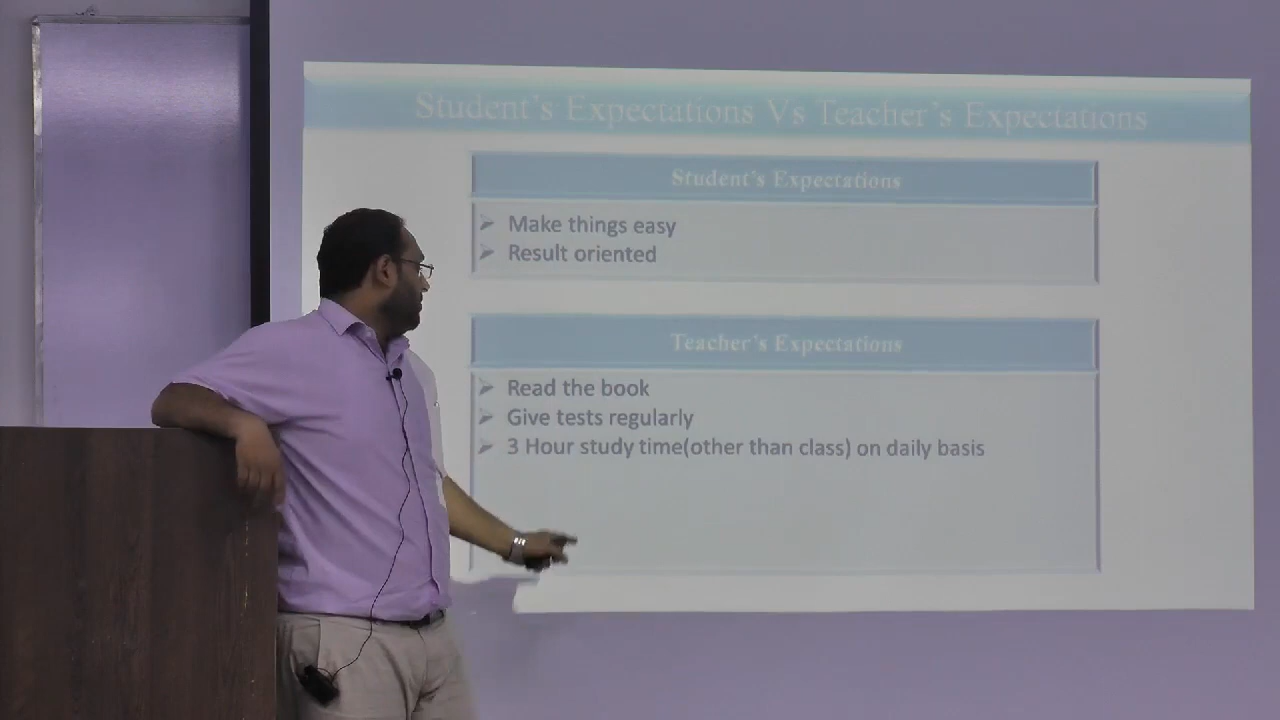 Student's Expectations Vs Teacher's Expectations
Student's Expectations
➢ Make things easy
➢ Result oriented
Teacher's Expectations
➢ Read the book
➢ Give tests regularly
➢ 3 Hour study time(other than class) on daily basis